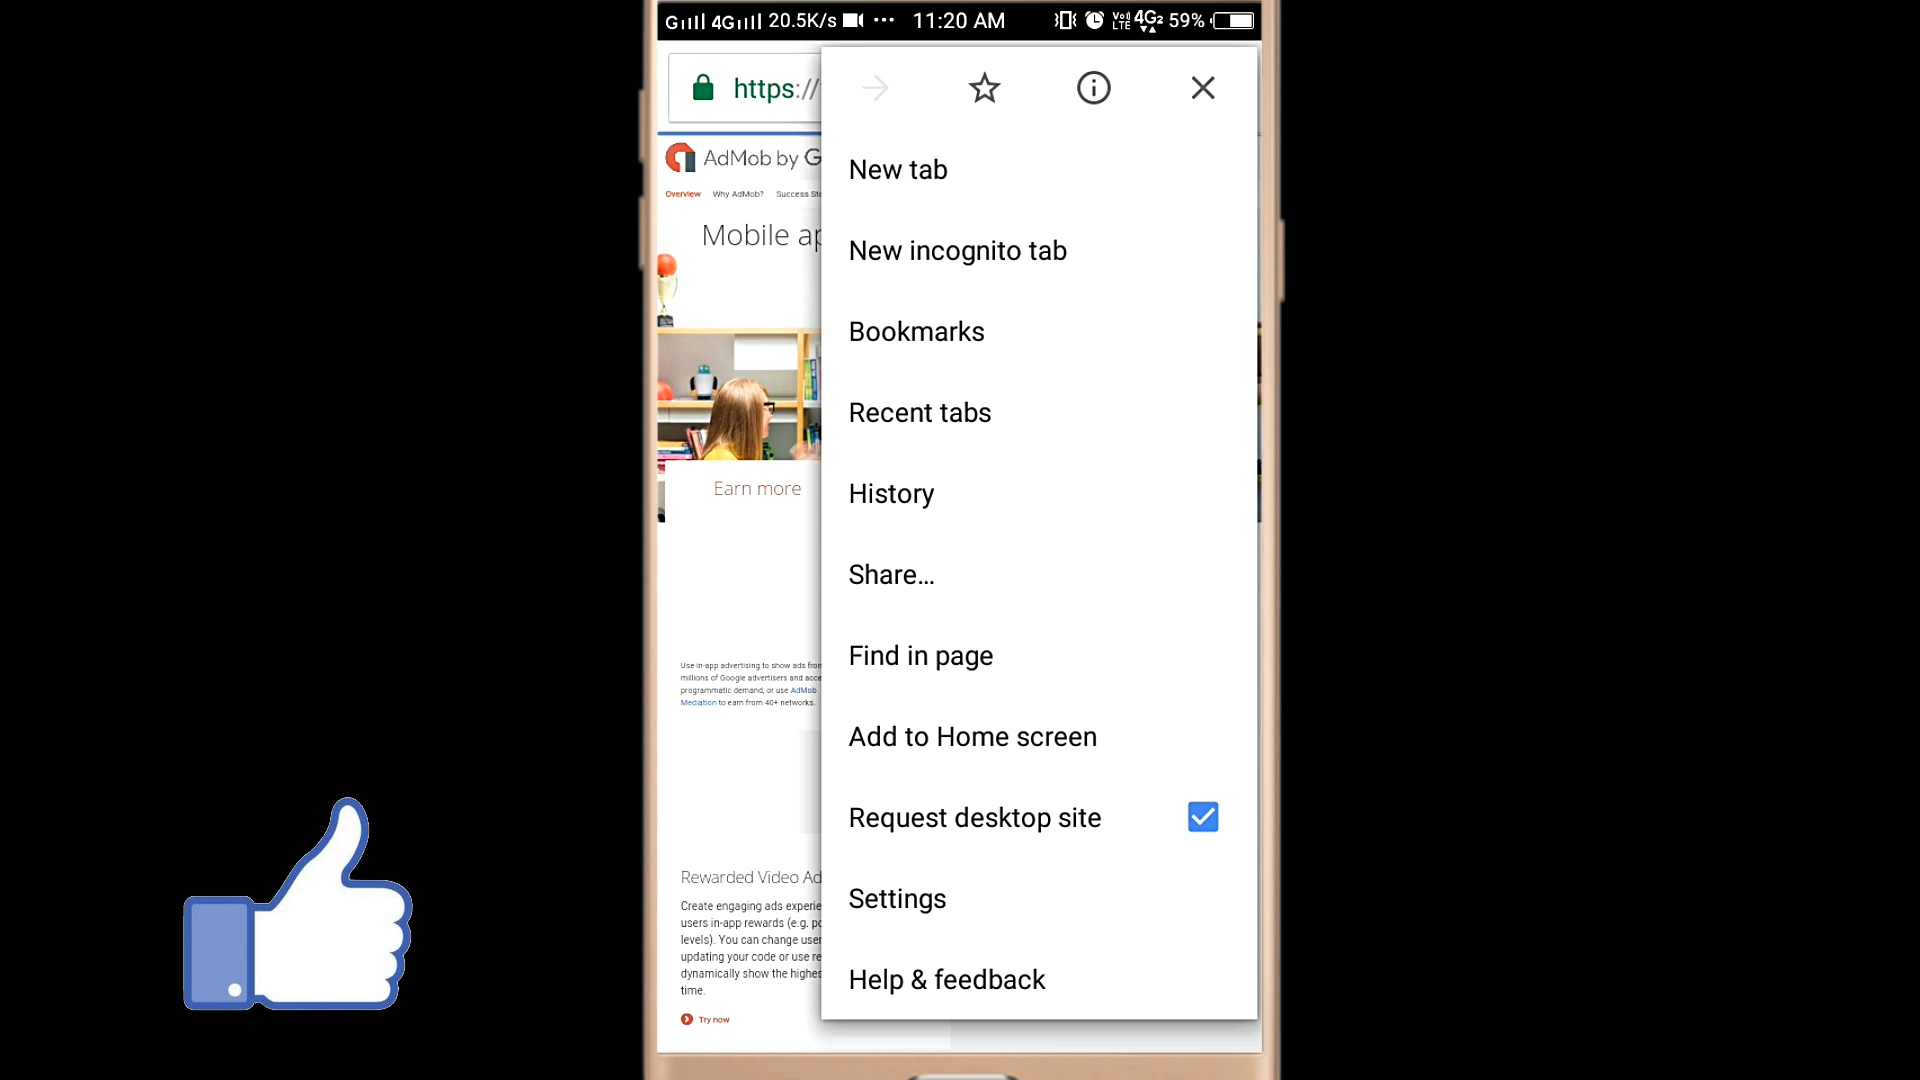 G 4G 20.5K/s ... 11:20 AM VoI LTE 4G2 59%
https://
AdMob by G
Overview Why AdMob? Success Sto
Mobile ap
Earn more
Use in-app advertising to show ads from
millions of Google advertisers and acce
programmatic demand, or use AdMob
Mediation to earn from 40+ networks.
Rewarded Video Ad
Create engaging ads experie
users in-app rewards (e.g. po
levels). You can change user
updating your code or use re
dynamically show the highes
time.
Try now
New tab
New incognito tab
Bookmarks
Recent tabs
History
Share...
Find in page
Add to Home screen
Request desktop site
Settings
Help & feedback